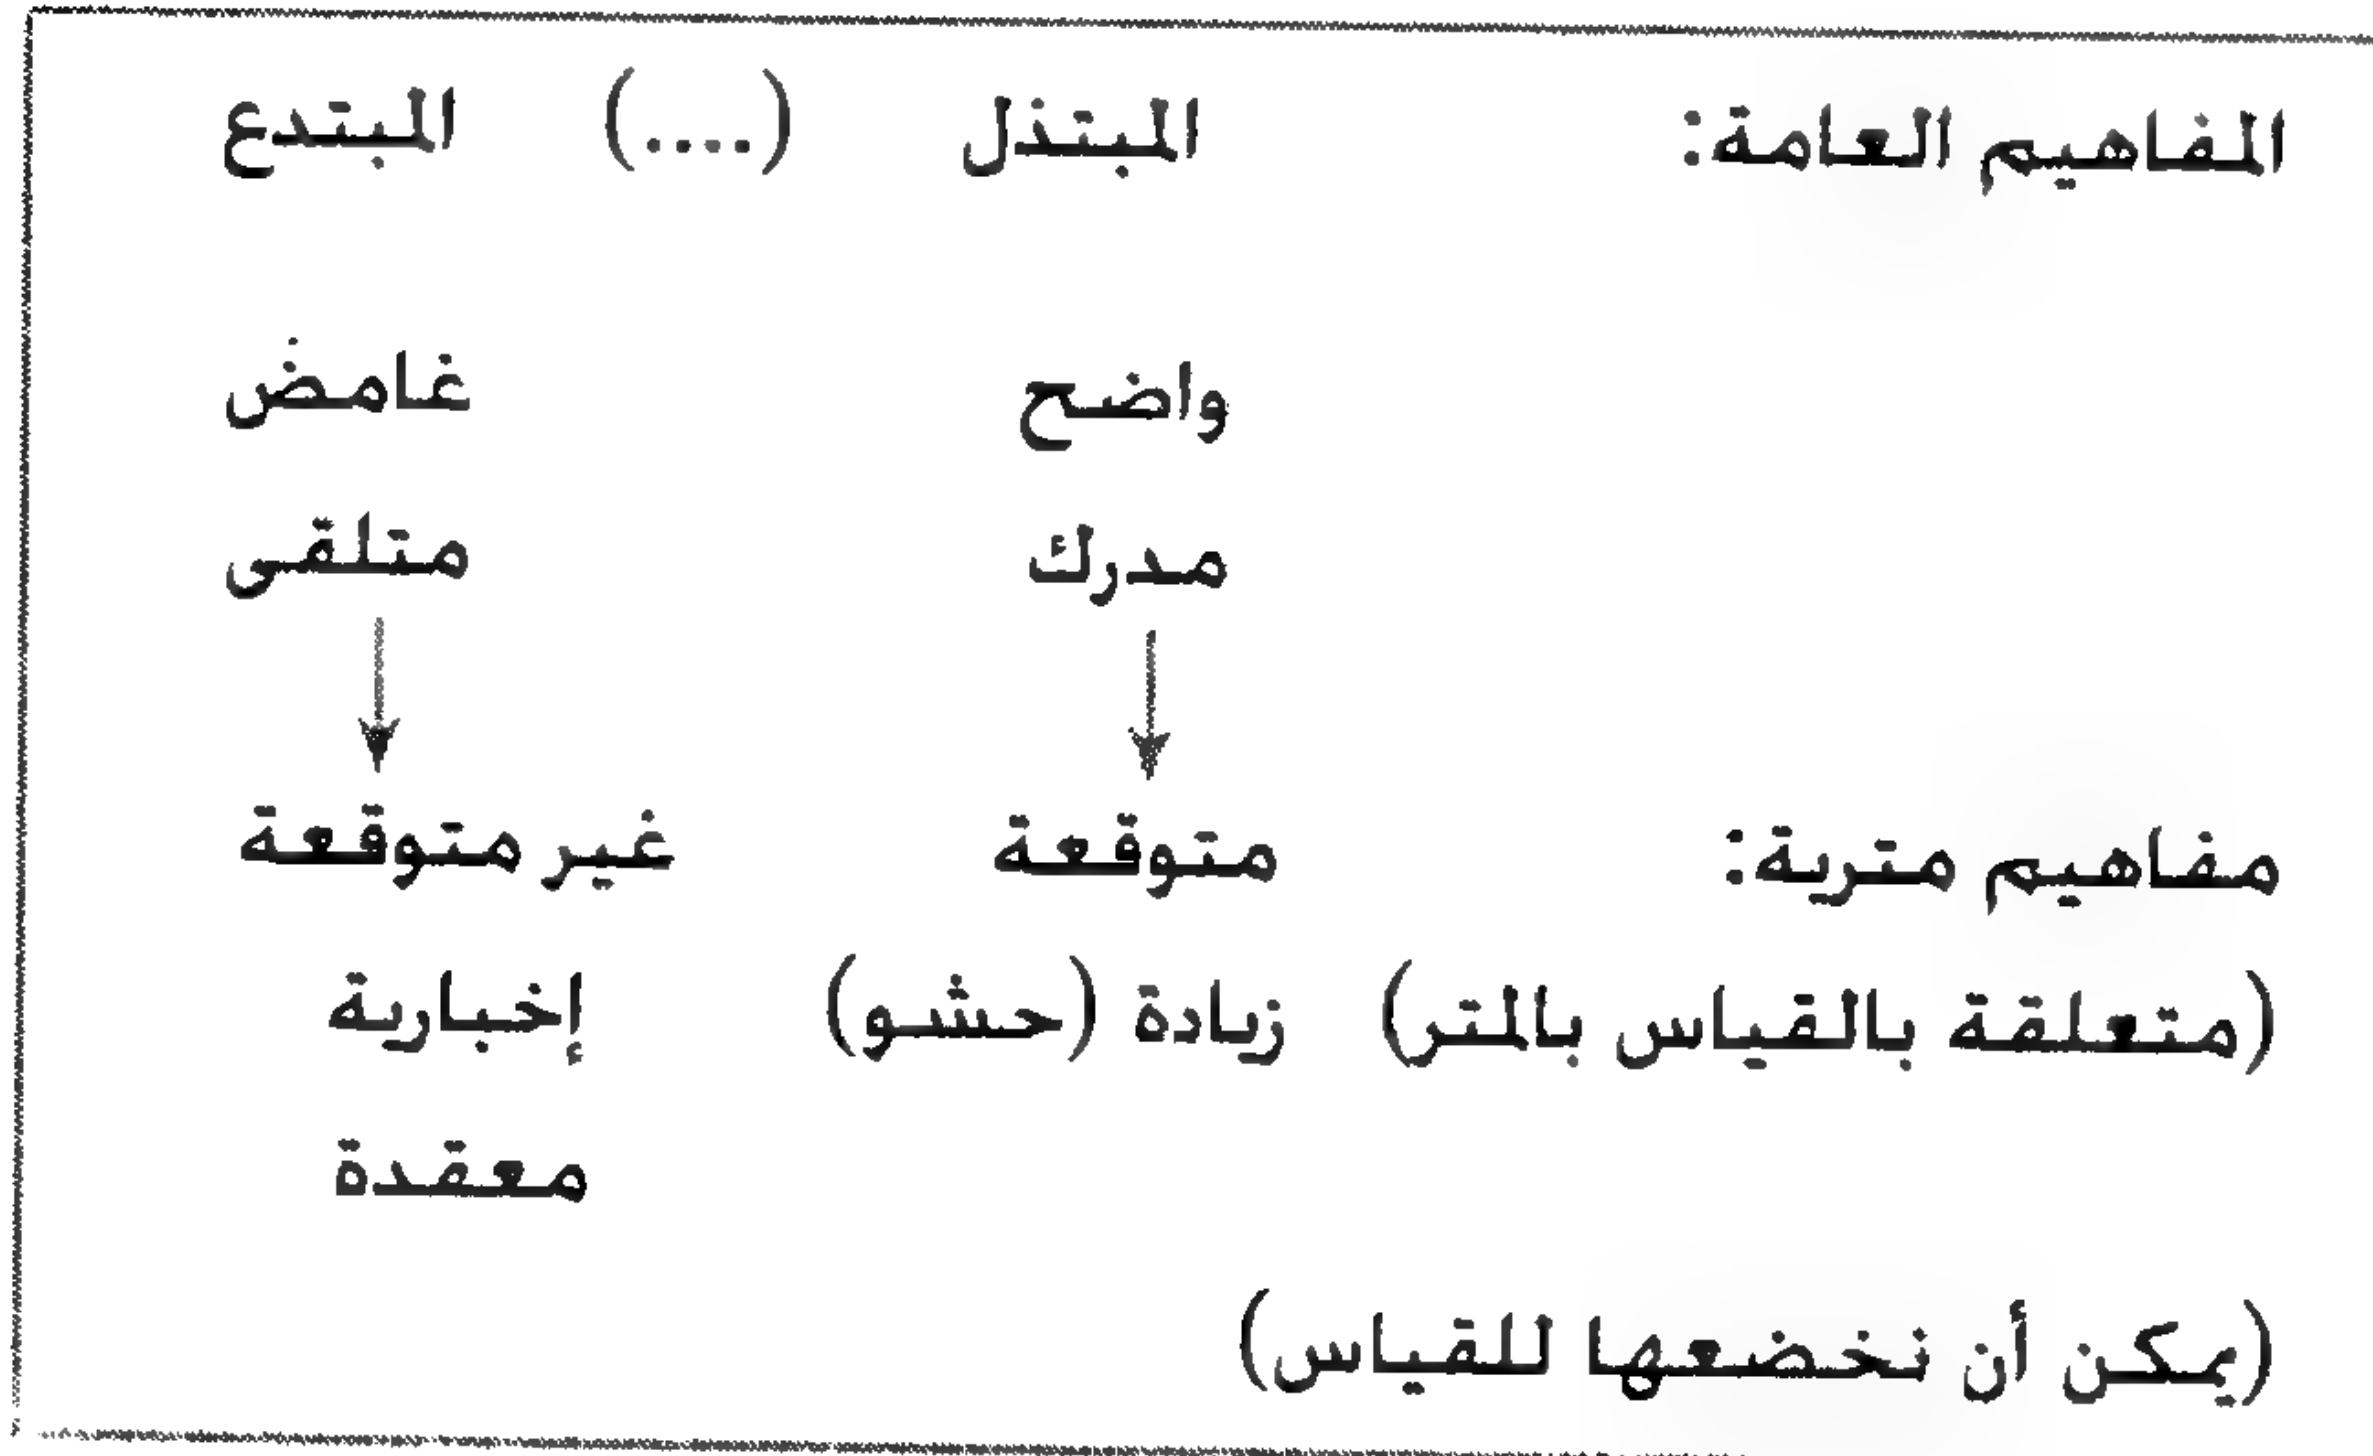 المفاهيم العامة: المبتذل (....) المبتدع
واضح غامض
مدرك متلقى
مفاهيم مترية: متوقعة غير متوقعة
(متعلقة بالقياس بالمتر) زيادة (حشو) إخبارية
معقدة
(يمكن أن نخضعها للقياس)